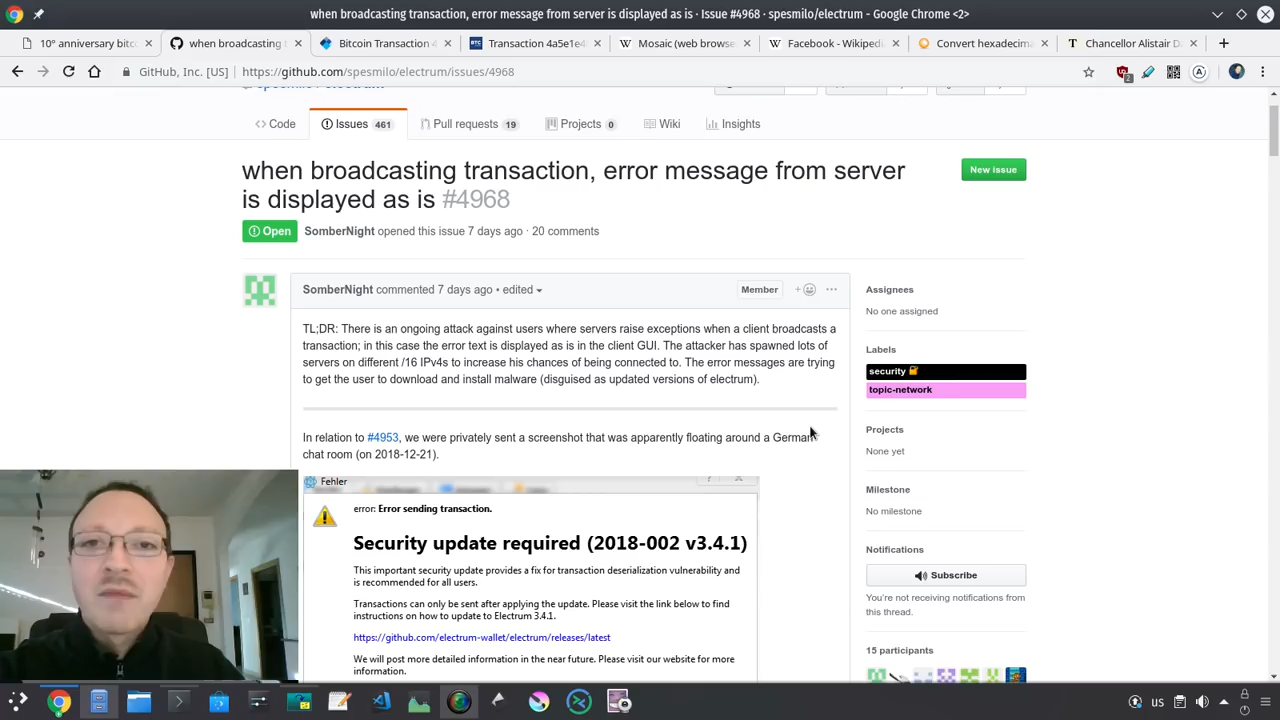 when broadcasting transaction, error message from server is displayed as is · Issue #4968 · spesmilo/electrum - Google Chrome <2>
10º anniversary bitc
when broadcasting t
Bitcoin Transaction 4
Transaction 4a5e1e4
Mosaic (web browse
Facebook - Wikiped
Convert hexadecim
Chancellor Alistair D
GitHub, Inc. [US] https://github.com/spesmilo/electrum/issues/4968
2
Code
Issues 461
Pull requests 19
Projects 0
Wiki
Insights
when broadcasting transaction, error message from server
is displayed as is #4968
New issue
Open SomberNight opened this issue 7 days ago · 20 comments
SomberNight commented 7 days ago • edited
Member
TL;DR: There is an ongoing attack against users where servers raise exceptions when a client broadcasts a
transaction; in this case the error text is displayed as is in the client GUI. The attacker has spawned lots of
servers on different /16 IPv4s to increase his chances of being connected to. The error messages are trying
to get the user to download and install malware (disguised as updated versions of electrum).
In relation to #4953, we were privately sent a screenshot that was apparently floating around a German
chat room (on 2018-12-21).
Fehler
error: Error sending transaction.
Security update required (2018-002 v3.4.1)
This important security update provides a fix for transaction deserialization vulnerability and
is recommended for all users.
Transactions can only be sent after applying the update. Please visit the link below to find
instructions on how to update to Electrum 3.4.1.
https://github.com/electrum-wallet/electrum/releases/latest
We will post more detailed information in the near future. Please visit our website for more
information.
Assignees
No one assigned
Labels
security
topic-network
Projects
None yet
Milestone
No milestone
Notifications
Subscribe
You're not receiving notifications from
this thread.
15 participants
us